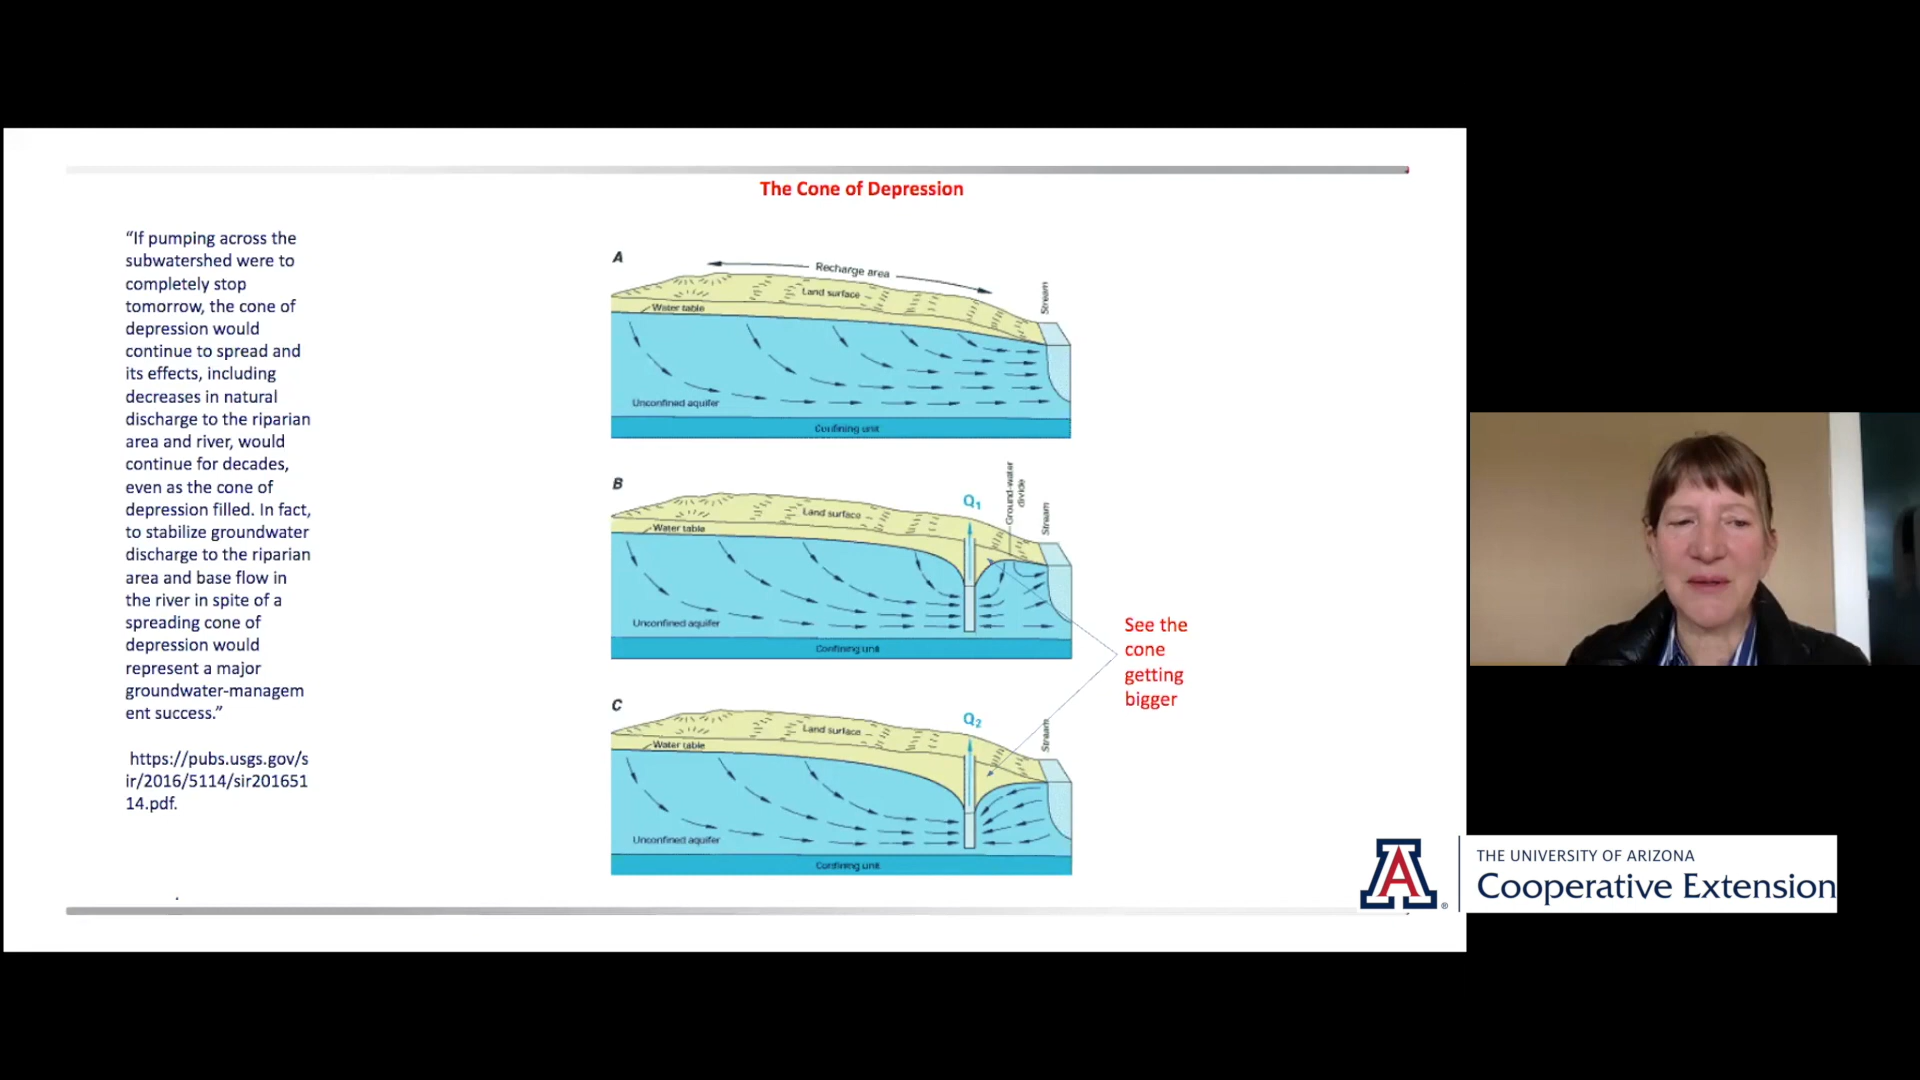 The Cone of Depression
“If pumping across the
subwatershed were to
completely stop
tomorrow, the cone of
depression would
continue to spread and
its effects, including
decreases in natural
discharge to the riparian
area and river, would
continue for decades,
even as the cone of
depression filled. In fact,
to stabilize groundwater
discharge to the riparian
area and base flow in
the river in spite of a
spreading cone of
depression would
represent a major
groundwater-managem
ent success.”
https://pubs.usgs.gov/s
ir/2016/5114/sir201651
14.pdf.
A
Recharge area
Land surface
Water table
Stream
Unconfined aquifer
Confining unit
B
Q1
Ground-water
divide
Stream
Land surface
Water table
Unconfined aquifer
Confining unit
See the
cone
getting
bigger
C
Q2
Stream
Land surface
Water table
Unconfined aquifer
Confining unit
A
®
THE UNIVERSITY OF ARIZONA
Cooperative Extension